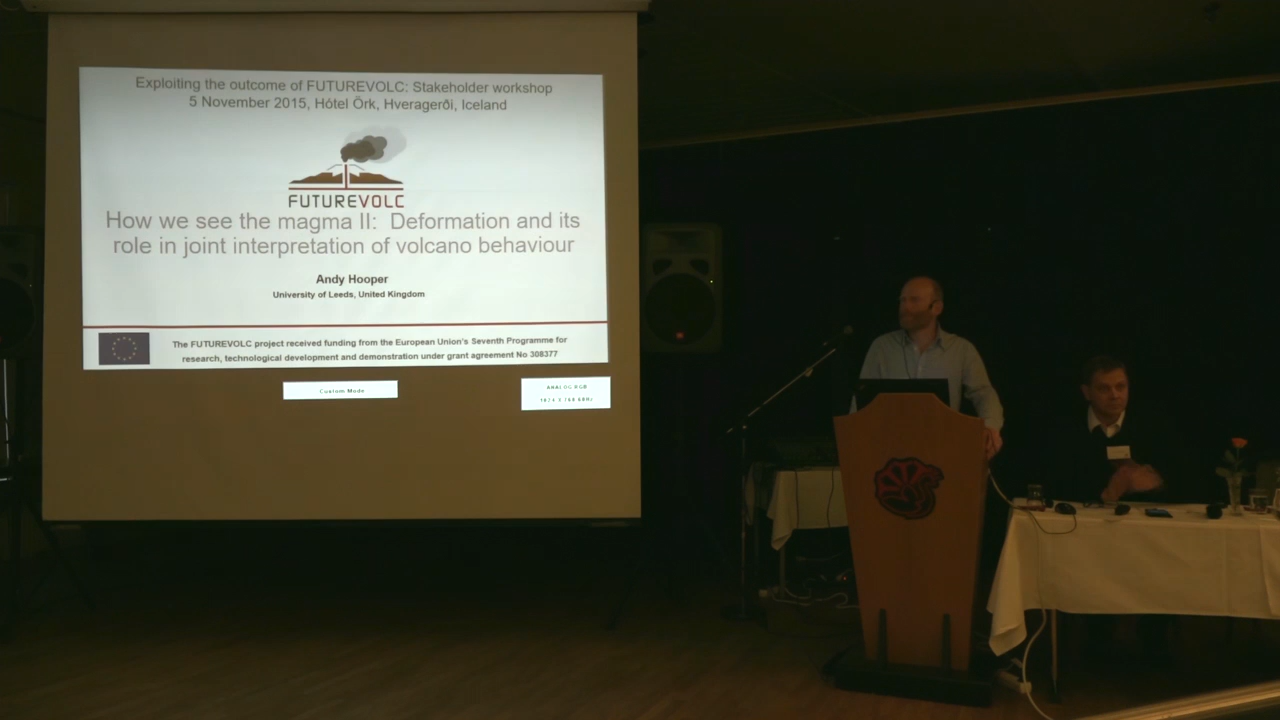 Exploiting the outcome of FUTUREVOLC: Stakeholder workshop
5 November 2015, Hótel Örk, Hveragerði, Iceland
FUTUREVOLC
How we see the magma II: Deformation and its
role in joint interpretation of volcano behaviour
Andy Hooper
University of Leeds, United Kingdom
The FUTUREVOLC project received funding from the European Union's Seventh Programme for
research, technological development and demonstration under grant agreement No 308377
Custom Mode
ANALOG RGB